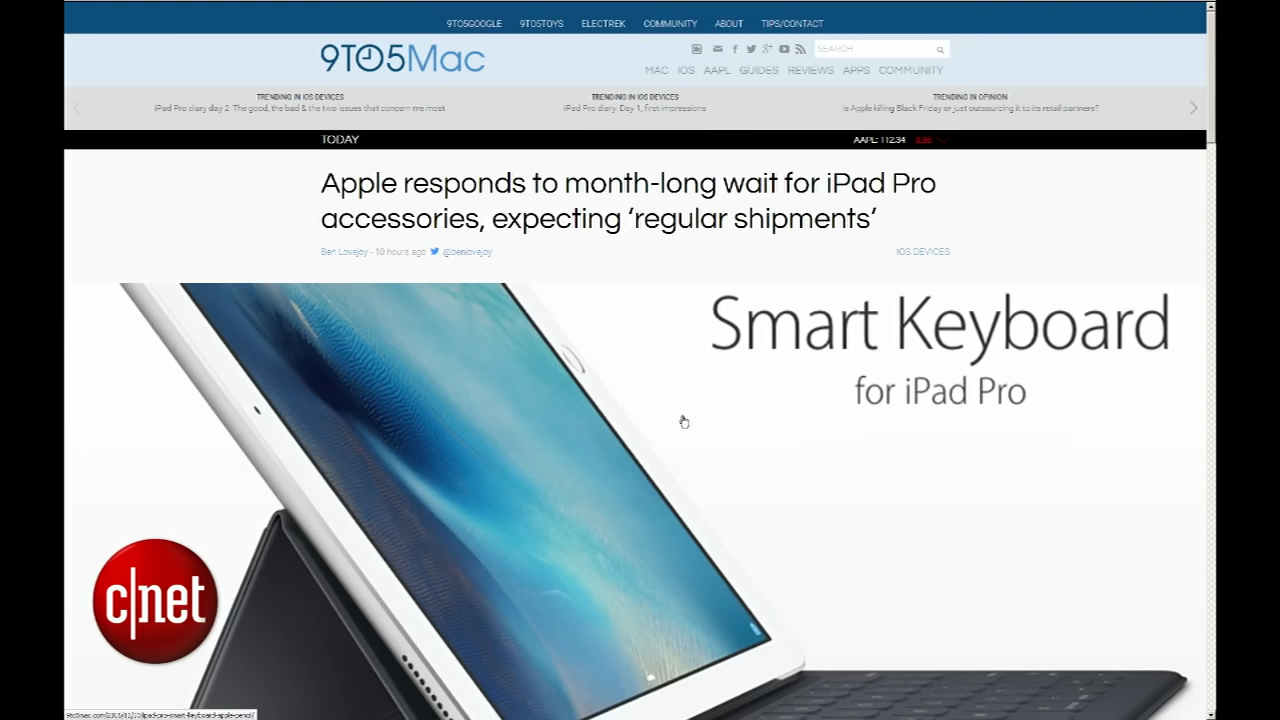 9TO5GOOGLE 9TO5TOYS ELECTREK COMMUNITY ABOUT TIPS/CONTACT
9TO5Mac
SEARCH
MAC IOS AAPL GUIDES REVIEWS APPS COMMUNITY
TRENDING IN IOS DEVICES
iPad Pro diary day 2: The good, the bad & the two issues that concern me most
TRENDING IN IOS DEVICES
iPad Pro diary: Day 1, first impressions
TRENDING IN OPINION
Is Apple killing Black Friday or just outsourcing it to its retail partners?
TODAY
AAPL: 112.34
Apple responds to month-long wait for iPad Pro
accessories, expecting ‘regular shipments’
Ben Lovejoy - 10 hours ago @benlovejoy
IOS DEVICES
Smart Keyboard
for iPad Pro
c|net